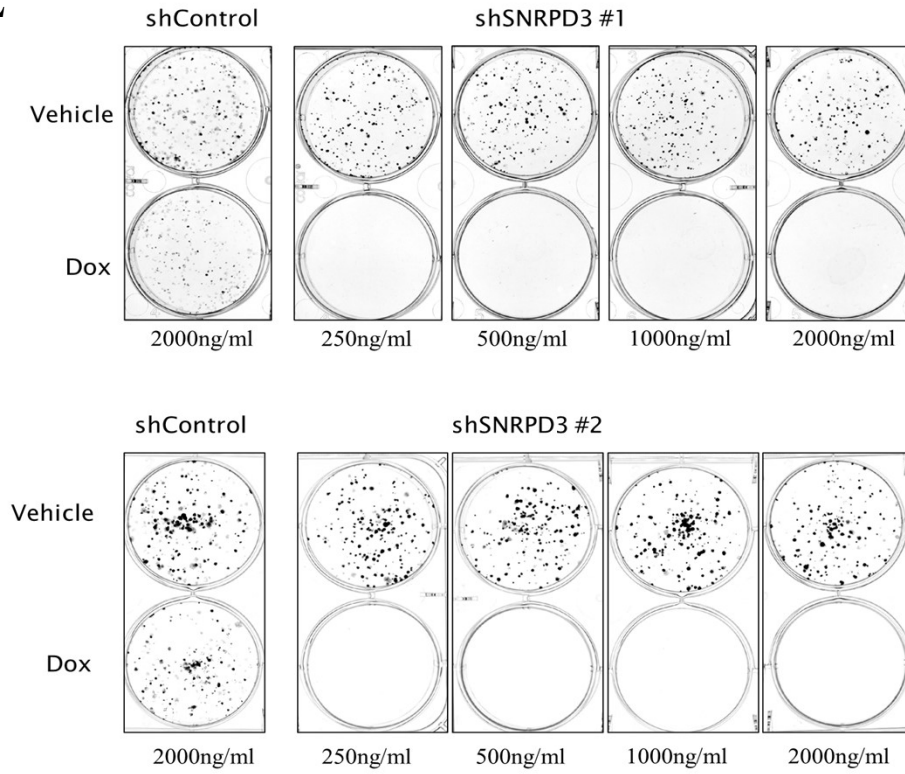 shControl shSNRPD3 #1
Vehicle
Dox
2000ng/ml 250ng/ml 500ng/ml 1000ng/ml 2000ng/ml
shControl shSNRPD3 #2
Vehicle
Dox
2000ng/ml 250ng/ml 500ng/ml 1000ng/ml 2000ng/ml